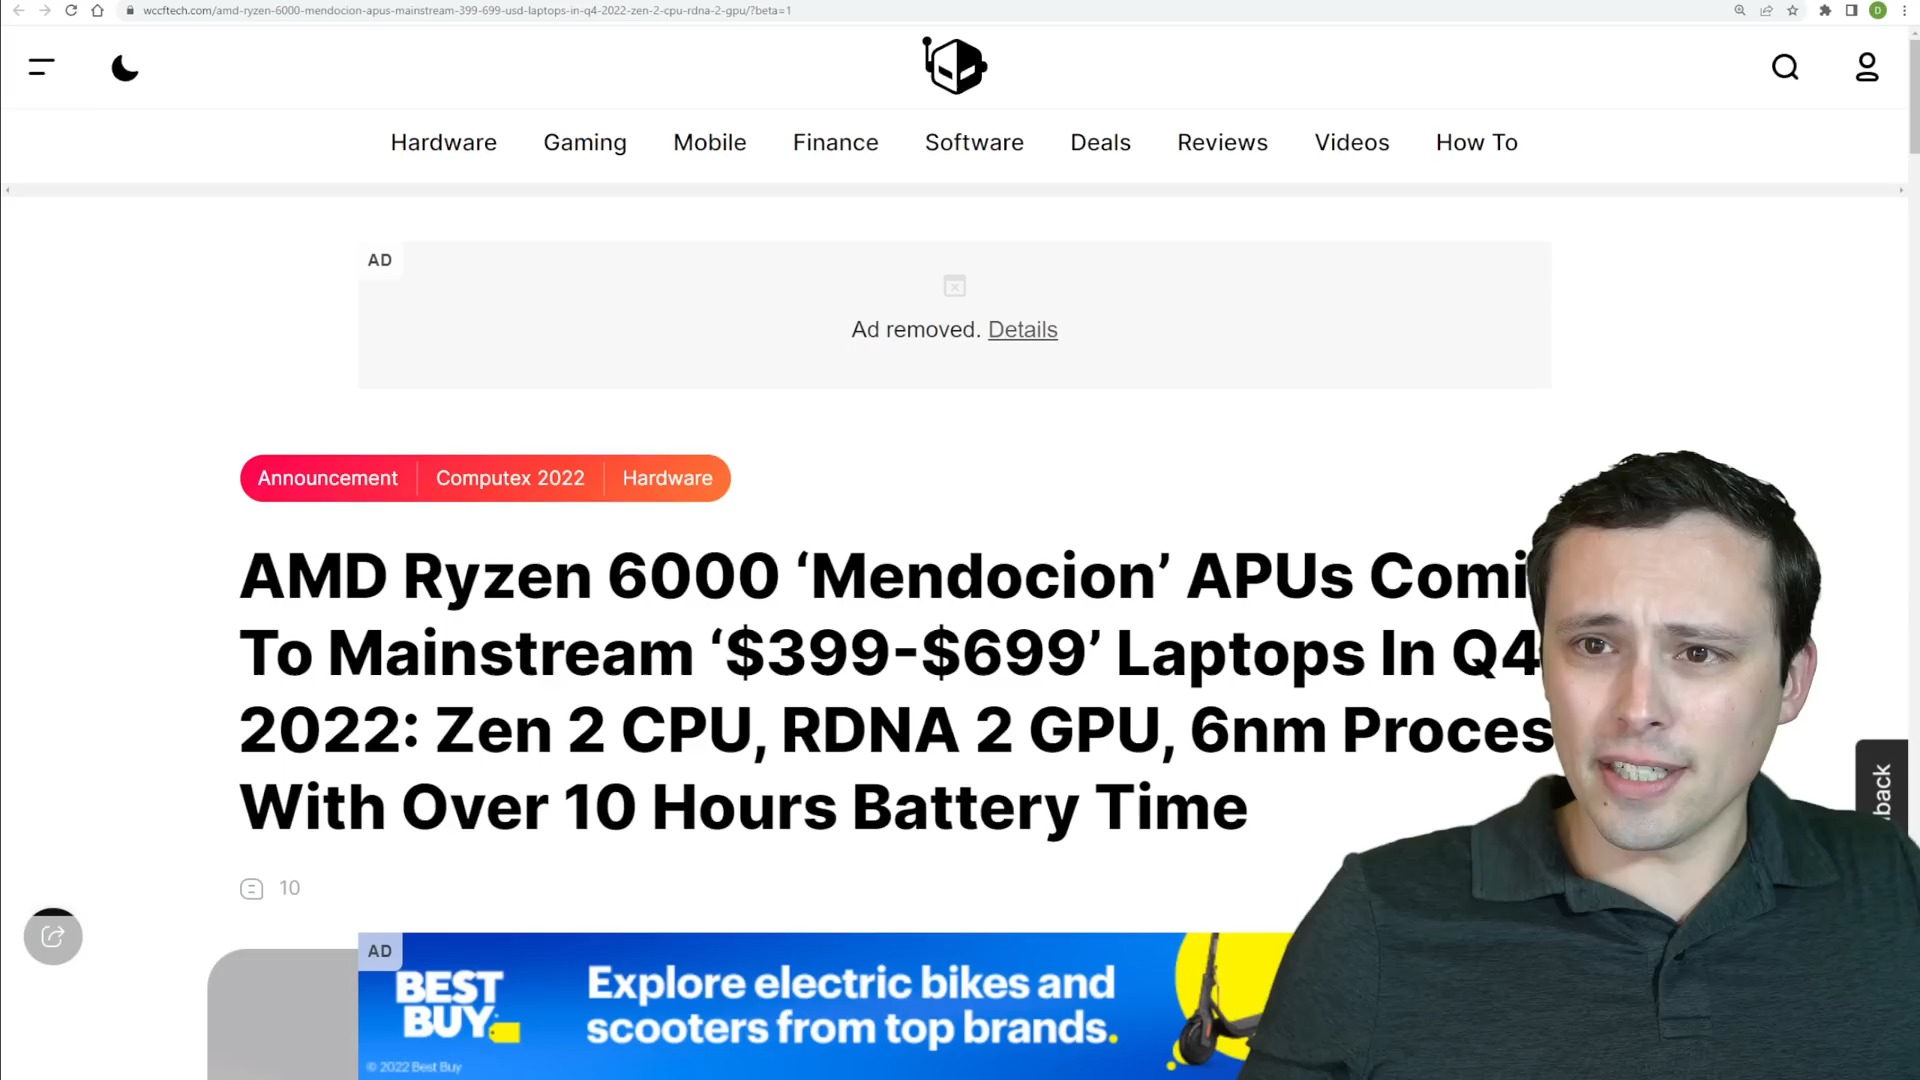 wccftech.com/amd-ryzen-6000-mendocion-apus-mainstream-399-699-usd-laptops-in-q4-2022-zen-2-cpu-rdna-2-gpu/?beta=1
D
Hardware Gaming Mobile Finance Software Deals Reviews Videos How To
AD
Ad removed. Details
Announcement Computex 2022 Hardware
AMD Ryzen 6000 ‘Mendocion’ APUs Comi
To Mainstream ‘$399-$699’ Laptops In Q4
2022: Zen 2 CPU, RDNA 2 GPU, 6nm Proces
With Over 10 Hours Battery Time
10
back
AD
BEST
BUY
Explore electric bikes and
scooters from top brands.
© 2022 Best Buy